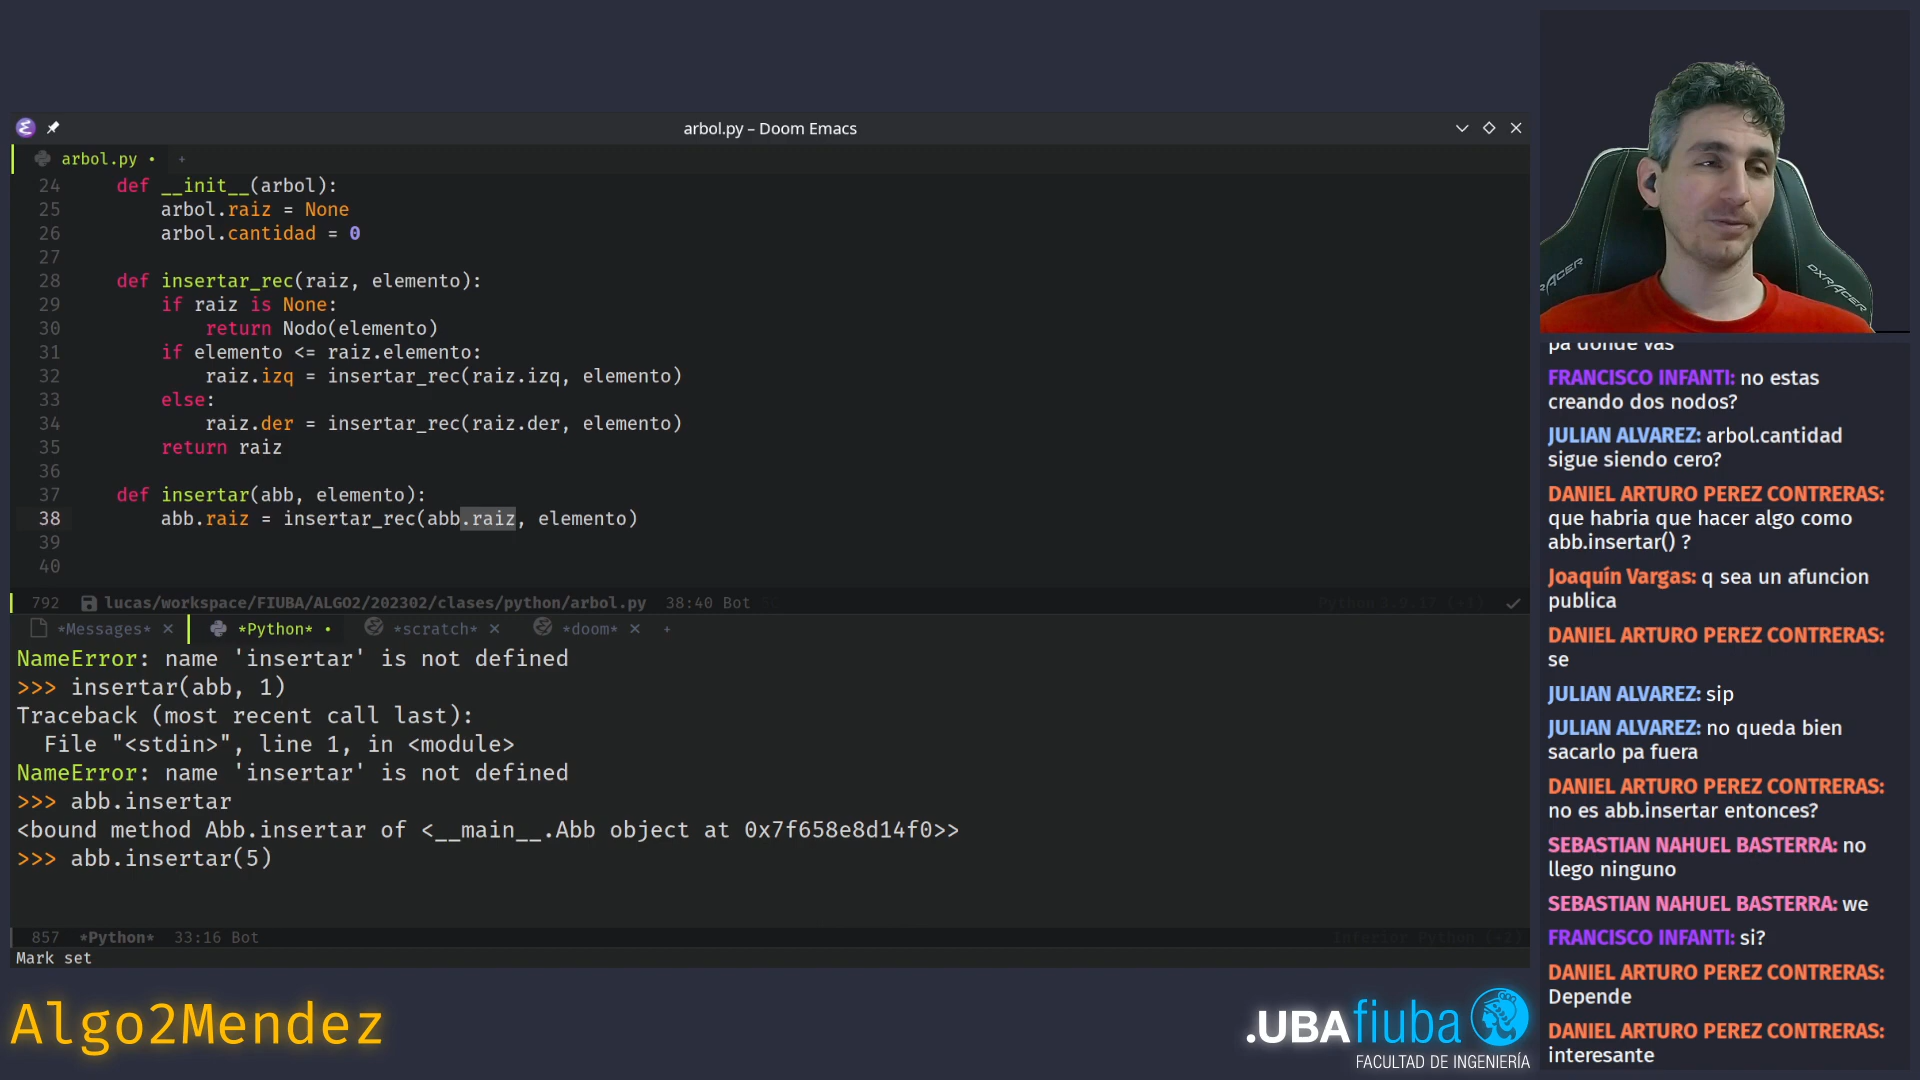 arbol.py – Doom Emacs
arbol.py • +
24 def __init__(arbol):
25 arbol.raiz = None
26 arbol.cantidad = 0
27
28 def insertar_rec(raiz, elemento):
29 if raiz is None:
30 return Nodo(elemento)
31 if elemento <= raiz.elemento:
32 raiz.izq = insertar_rec(raiz.izq, elemento)
33 else:
34 raiz.der = insertar_rec(raiz.der, elemento)
35 return raiz
36
37 def insertar(abb, elemento):
38 abb.raiz = insertar_rec(abb.raiz, elemento)
39
40
792 lucas/workspace/FIUBA/ALGO2/202302/clases/python/arbol.py 38:40 Bot
*Messages* × *Python* • *scratch* × *doom* × +
NameError: name 'insertar' is not defined
>>> insertar(abb, 1)
Traceback (most recent call last):
File "<stdin>", line 1, in <module>
NameError: name 'insertar' is not defined
>>> abb.insertar
<bound method Abb.insertar of <__main__.Abb object at 0x7f658e8d14f0>>
>>> abb.insertar(5)
857 *Python* 33:16 Bot
Mark set
Algo2Mendez
.UBAfiuba
FACULTAD DE INGENIERÍA
DXRACER
pa donde vas
FRANCISCO INFANTI: no estas
creando dos nodos?
JULIAN ALVAREZ: arbol.cantidad
sigue siendo cero?
DANIEL ARTURO PEREZ CONTRERAS:
que habria que hacer algo como
abb.insertar() ?
Joaquín Vargas: q sea un afuncion
publica
DANIEL ARTURO PEREZ CONTRERAS:
se
JULIAN ALVAREZ: sip
JULIAN ALVAREZ: no queda bien
sacarlo pa fuera
DANIEL ARTURO PEREZ CONTRERAS:
no es abb.insertar entonces?
SEBASTIAN NAHUEL BASTERRA: no
llego ninguno
SEBASTIAN NAHUEL BASTERRA: we
FRANCISCO INFANTI: si?
DANIEL ARTURO PEREZ CONTRERAS:
Depende
DANIEL ARTURO PEREZ CONTRERAS:
interesante